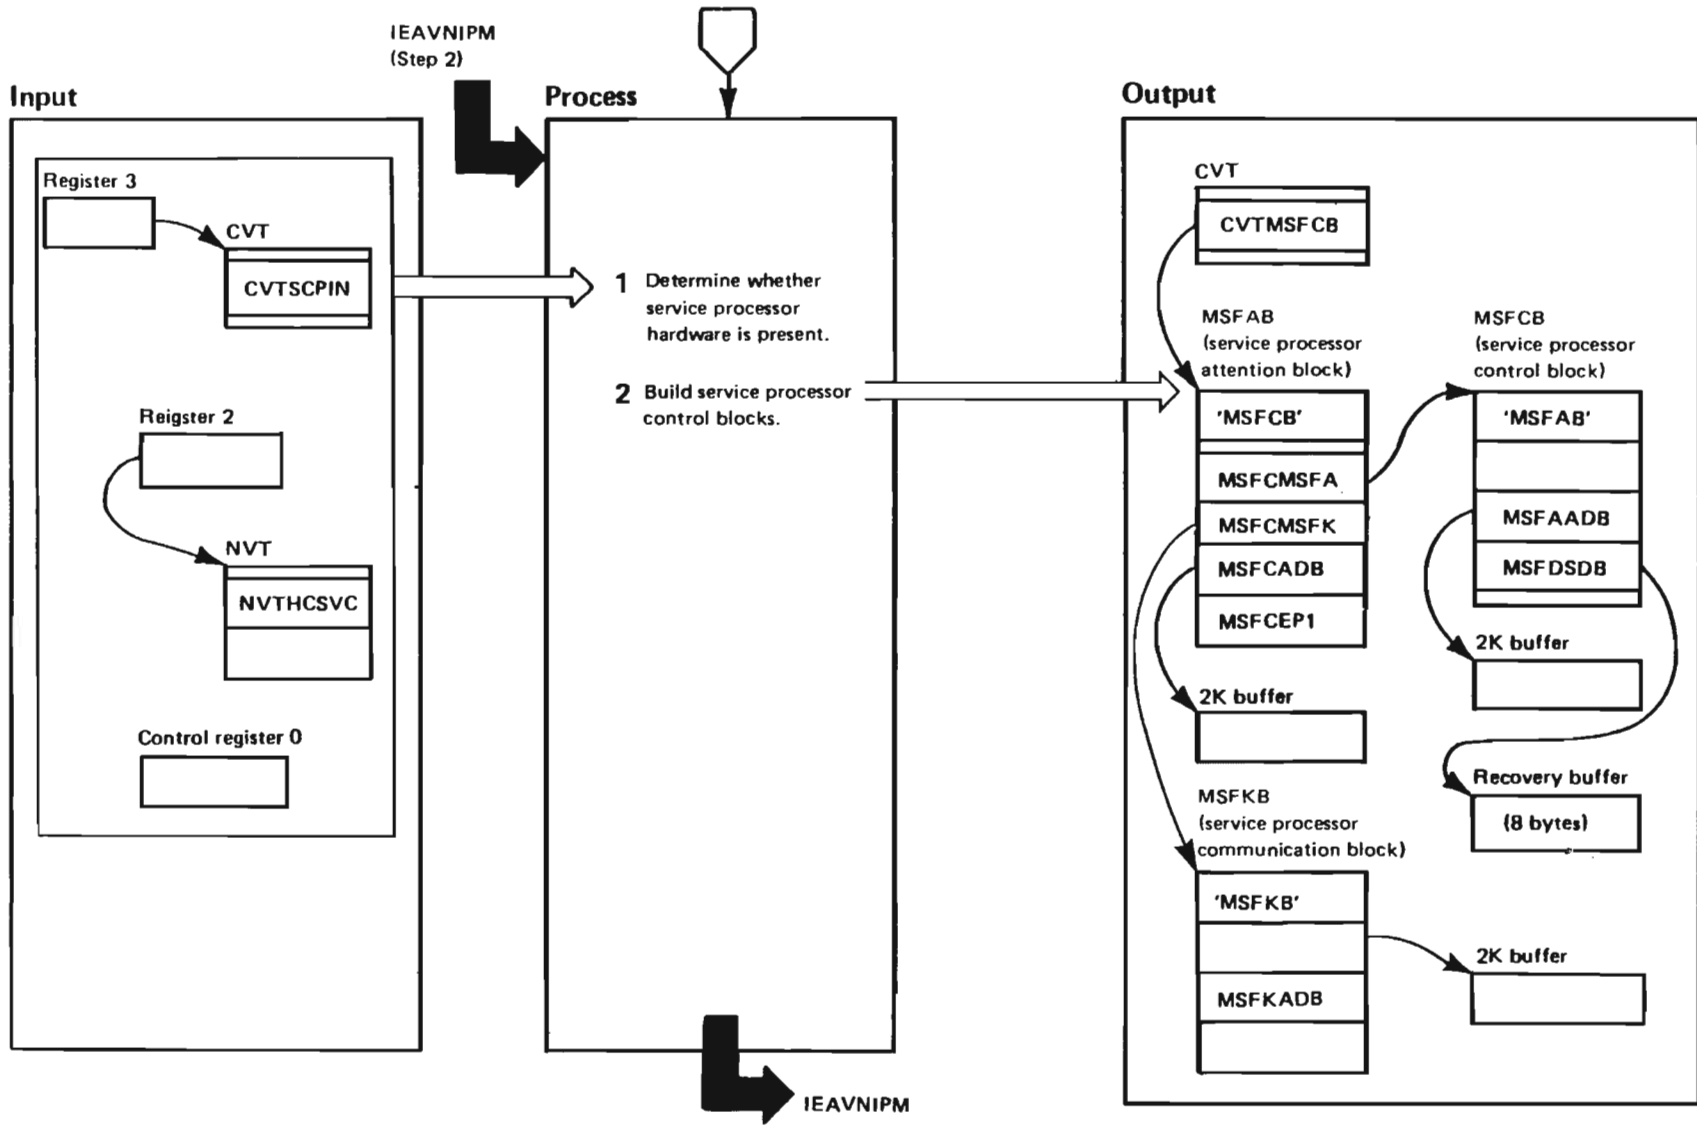 IEAVNIPM
(Step 2)
Input
Process
Output
Register 3
CVT
CVTSCPIN
Reigster 2
NVT
NVTHCSVC
Control register 0
1 Determine whether
service processor
hardware is present.
2 Build service processor
control blocks.
IEAVNIPM
CVT
CVTMSFCB
MSFAB
(service processor
attention block)
'MSFCB'
MSFCMSFA
MSFCMSFK
MSFCADB
MSFCEP1
2K buffer
MSFCB
(service processor
control block)
'MSFAB'
MSFAADB
MSFDSDB
2K buffer
Recovery buffer
(8 bytes)
MSFKB
(service processor
communication block)
'MSFKB'
MSFKADB
2K buffer